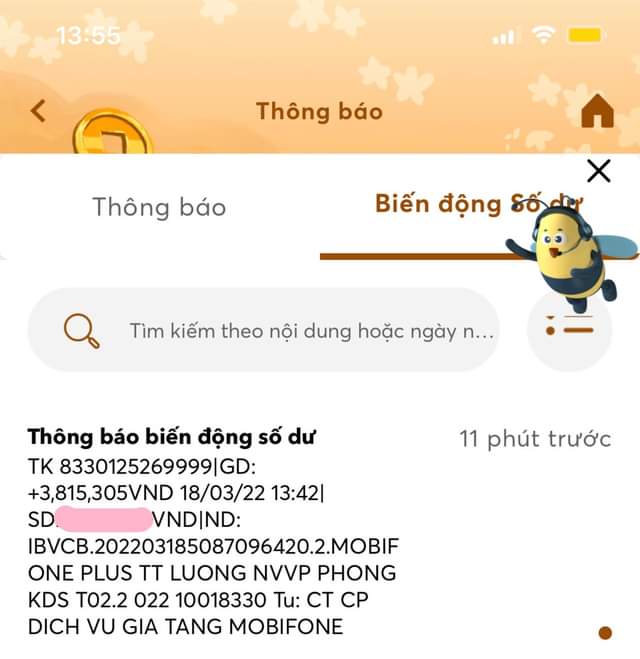 13:55
Thông báo
Thông báo
Biến động Số dư
Tìm kiếm theo nội dung hoặc ngày n...
Thông báo biến động số dư
11 phút trước
TK 8330125269999|GD:
+3,815,305VND 18/03/22 13:42|
SD: VND|ND:
IBVCB.202203185087096420.2.MOBIF
ONE PLUS TT LUONG NVVP PHONG
KDS T02.2 022 10018330 Tu: CT CP
DICH VU GIA TANG MOBIFONE